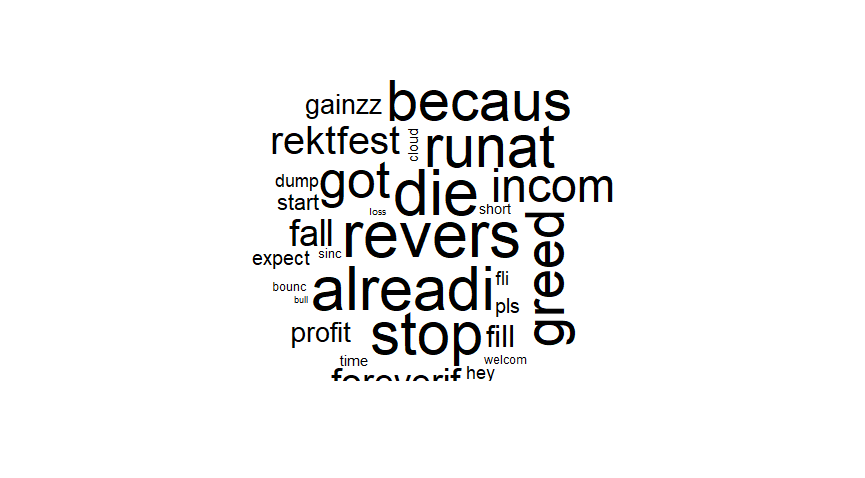 gainzz becaus
rektfest cloud runat
dump got die incom
start loss short
fall revers greed
expect sinc
bounc alreadi fli
bull pls
profit stop fill
time welcom
foreverif hey